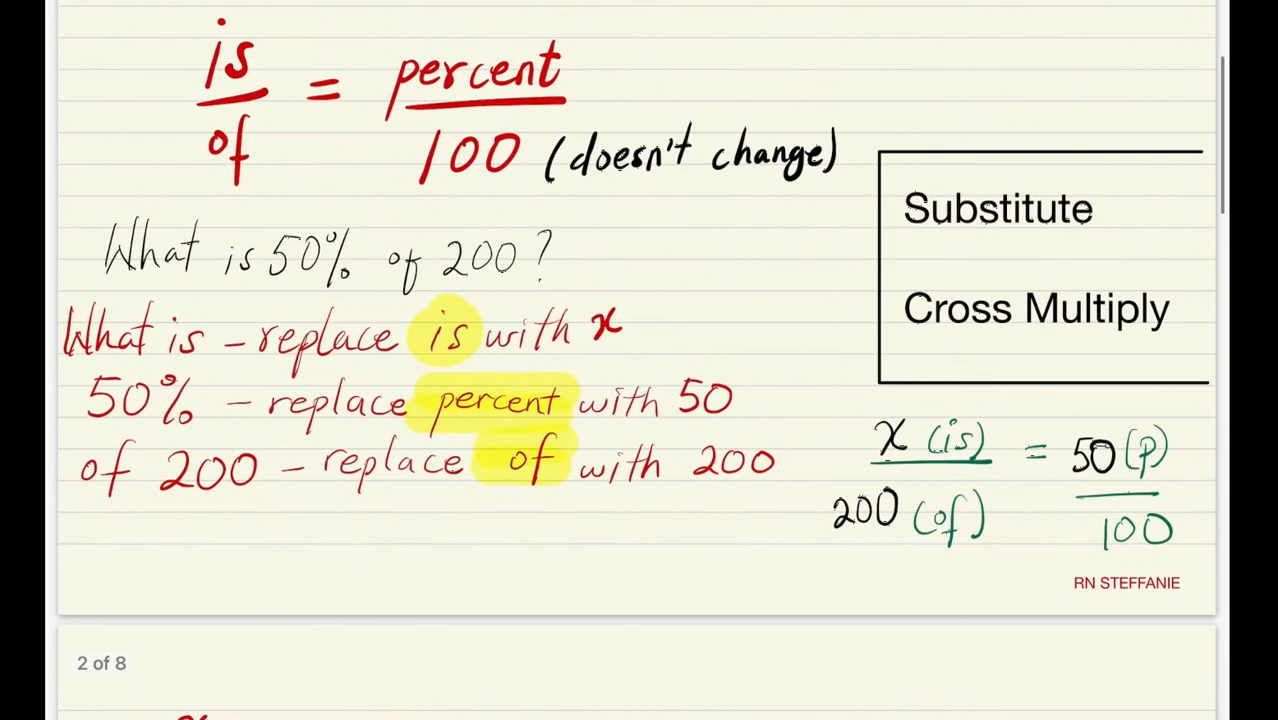 is = percent
of 100 (doesn't change)
Substitute
Cross Multiply
What is 50% of 200?
What is - replace is with x
50% - replace percent with 50
of 200 - replace of with 200
x (is) = 50 (p)
200 (of) 100
RN STEFFANIE
2 of 8